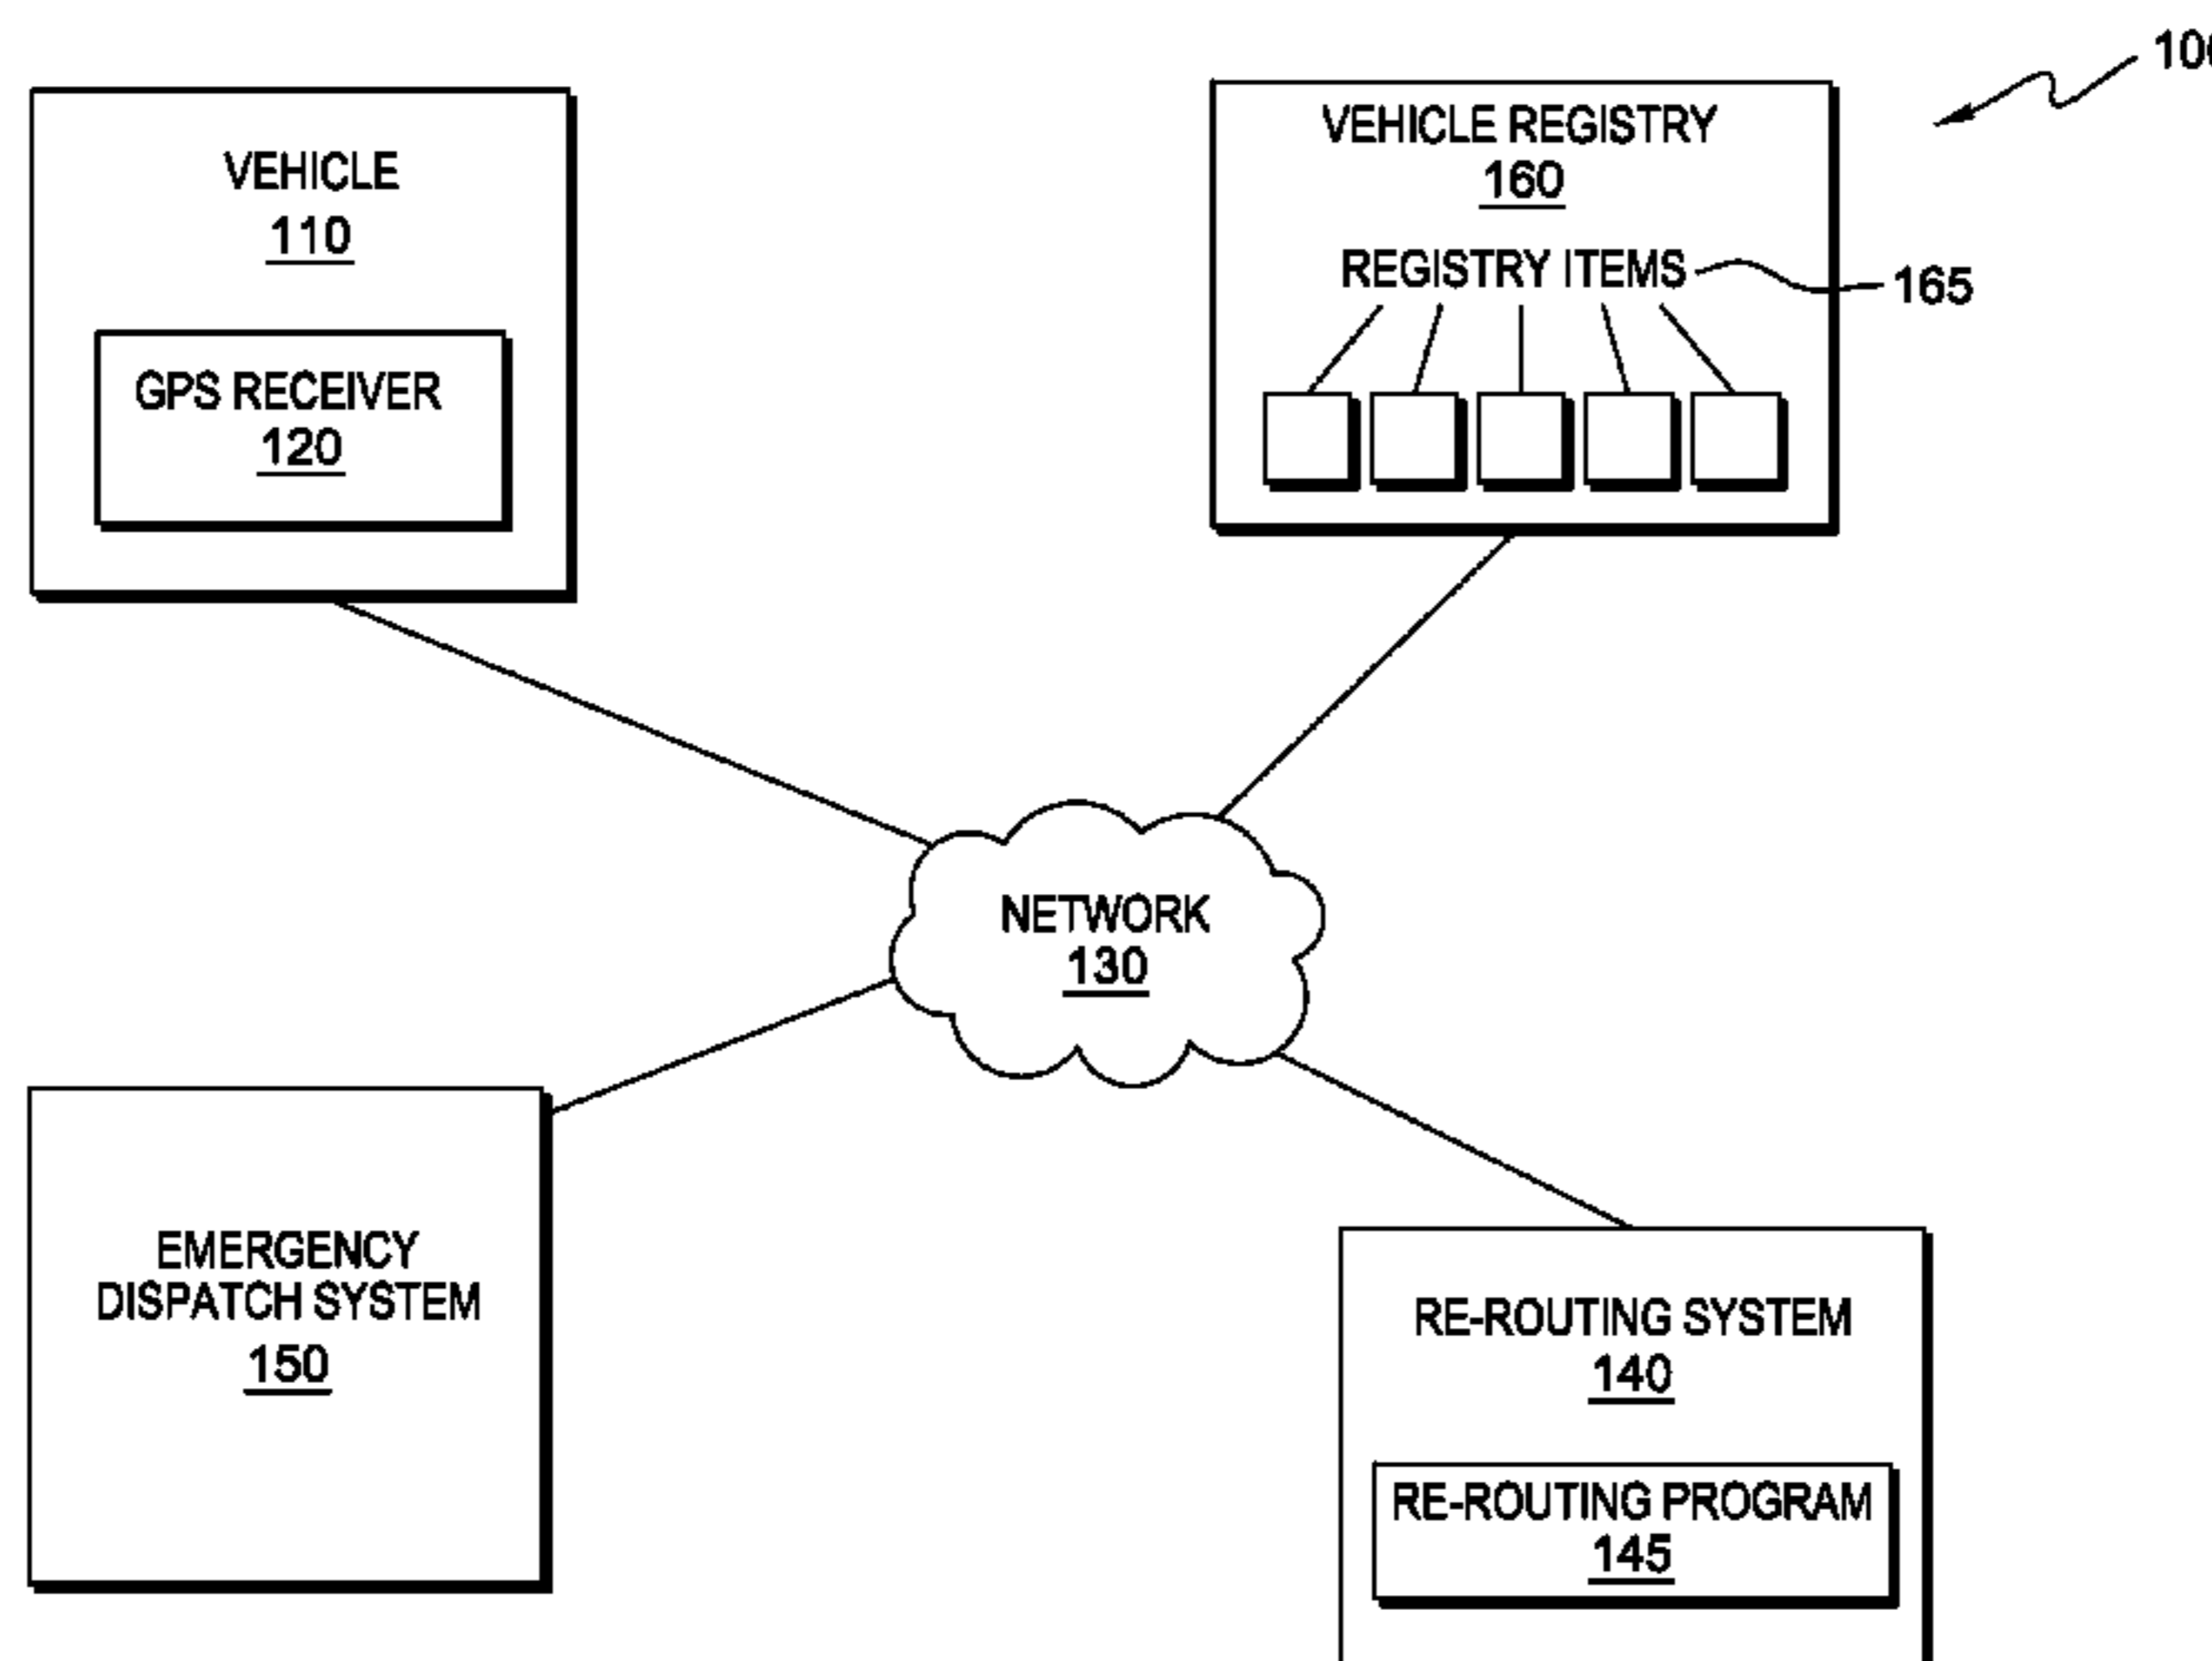 VEHICLE
110
GPS RECEIVER
120
VEHICLE REGISTRY
160
REGISTRY ITEMS
165
NETWORK
130
EMERGENCY
DISPATCH SYSTEM
150
RE-ROUTING SYSTEM
140
RE-ROUTING PROGRAM
145